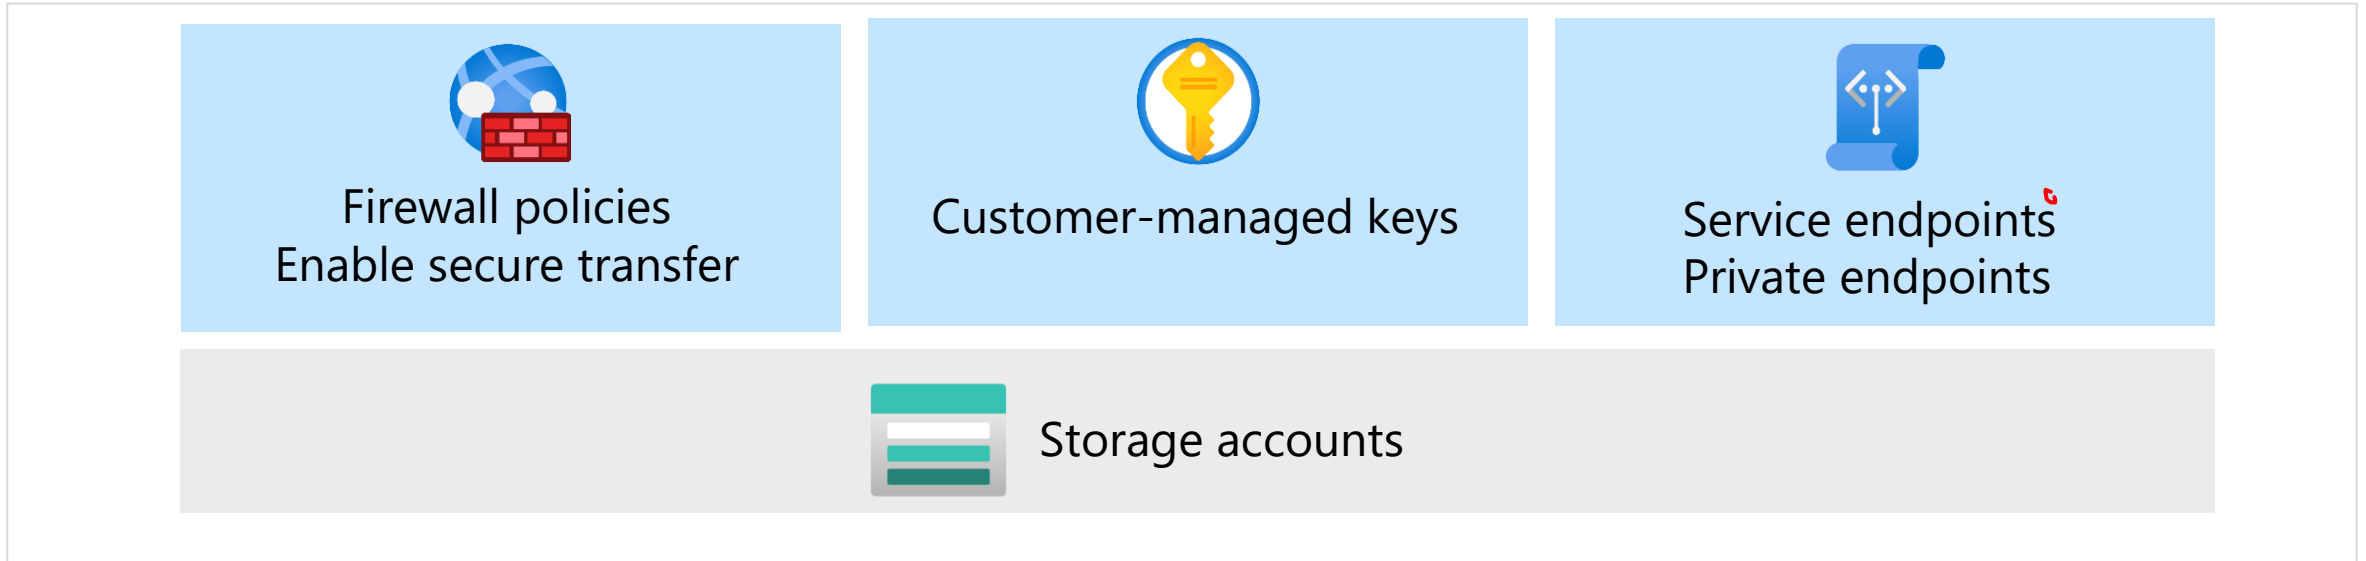 Firewall policies
Enable secure transfer
Customer-managed keys
Service endpoints
Private endpoints
Storage accounts